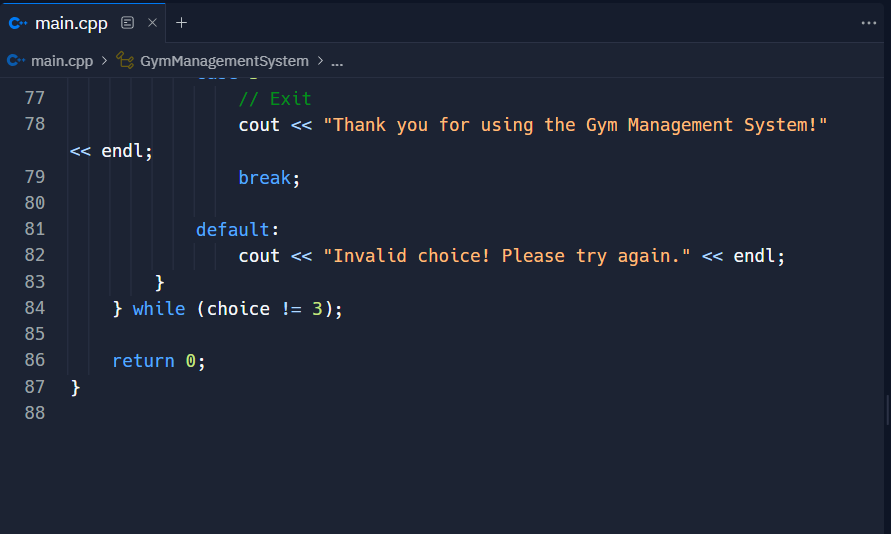 main.cpp
main.cpp > GymManagementSystem > ...
77 // Exit
78 cout << "Thank you for using the Gym Management System!"
<< endl;
79 break;
80
81 default:
82 cout << "Invalid choice! Please try again." << endl;
83 }
84 } while (choice != 3);
85
86 return 0;
87 }
88